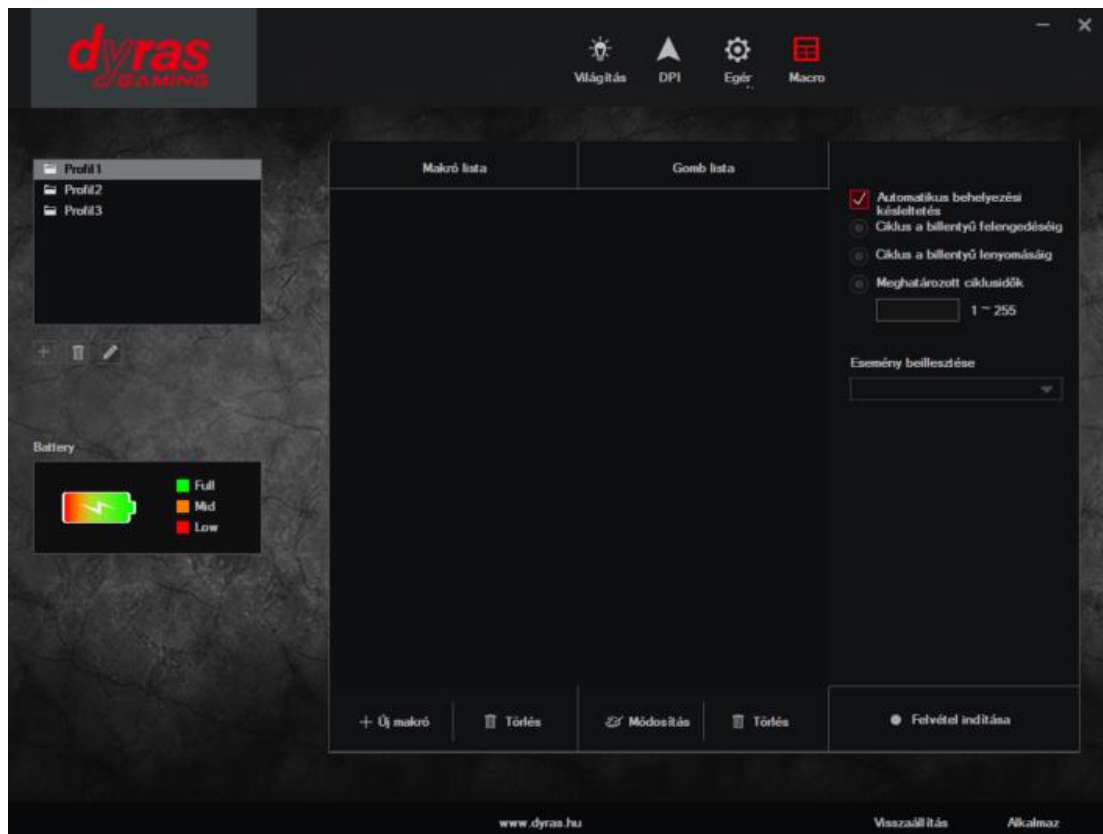 dyras
GAMING
Világítás
DPI
Egér
Macro
Profil1
Profil2
Profil3
Battery
Full
Mid
Low
Makró lista
Gomb lista
Automatikus behelyezési
késleltetés
Ciklus a billentyű felengedéséig
Ciklus a billentyű lenyomásáig
Meghatározott ciklusidők
1 ~ 255
Esemény beillesztése
Új makró
Törlés
Módosítás
Törlés
Felvétel indítása
www.dyras.hu
Visszaállítás
Alkalmaz